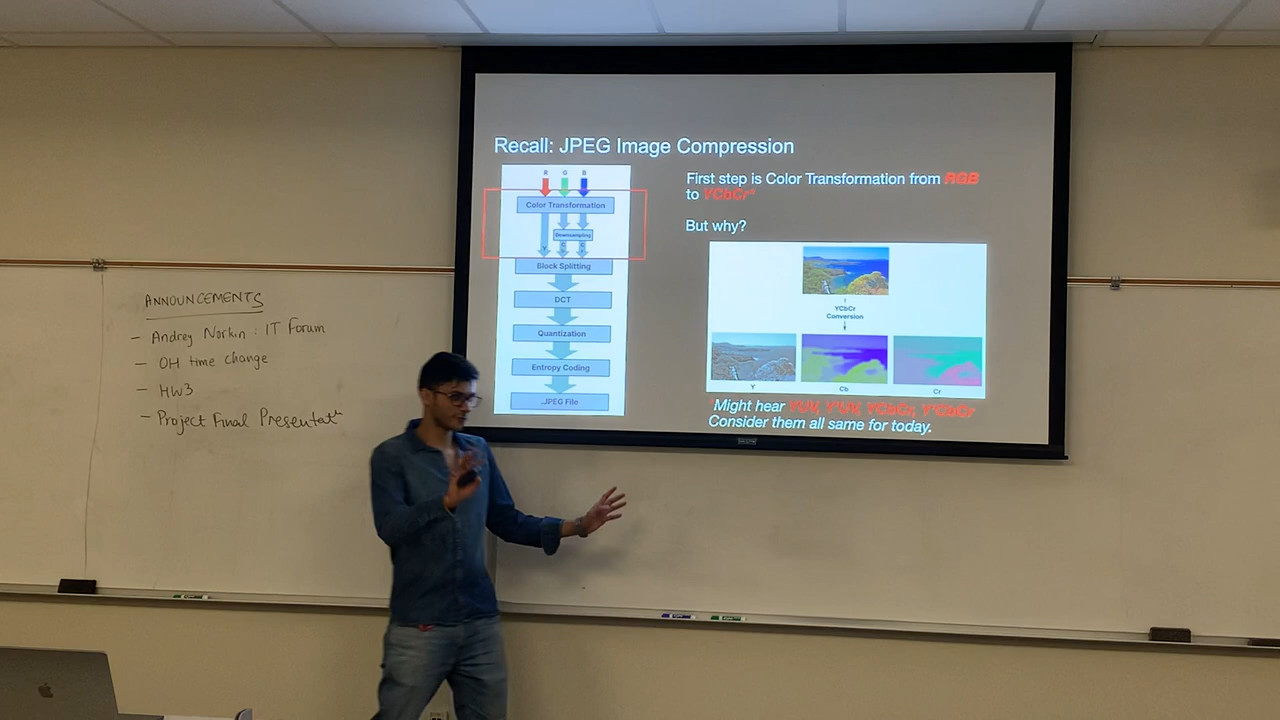 ANNOUNCEMENTS
- Andrey Norkin : IT Forum
- OH time change
- HW3
- Project Final Presentatⁿ
Recall: JPEG Image Compression
R G B
Color Transformation
Downsampling
Y C C
Block Splitting
DCT
Quantization
Entropy Coding
.JPEG File
First step is Color Transformation from RGB
to YCbCr*
But why?
YCbCr
Conversion
Y Cb Cr
*Might hear YUV, Y'UV, YCbCr, Y'CbCr
Consider them all same for today.